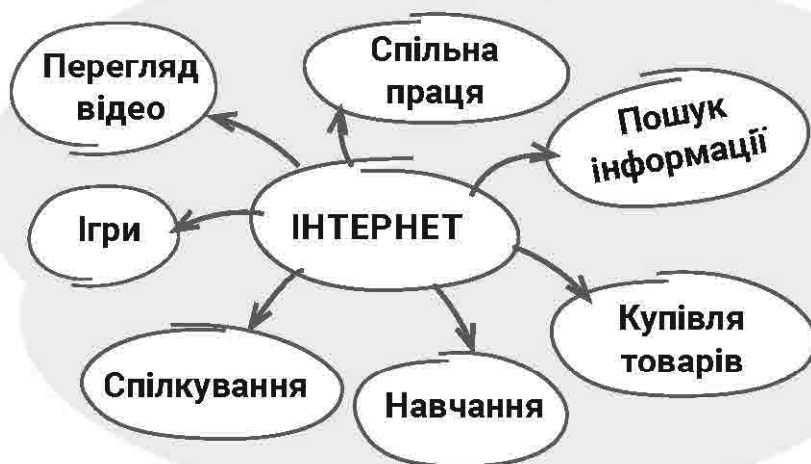 Перегляд
відео
Спільна
праця
Пошук
інформації
Ігри
ІНТЕРНЕТ
Купівля
товарів
Спілкування
Навчання